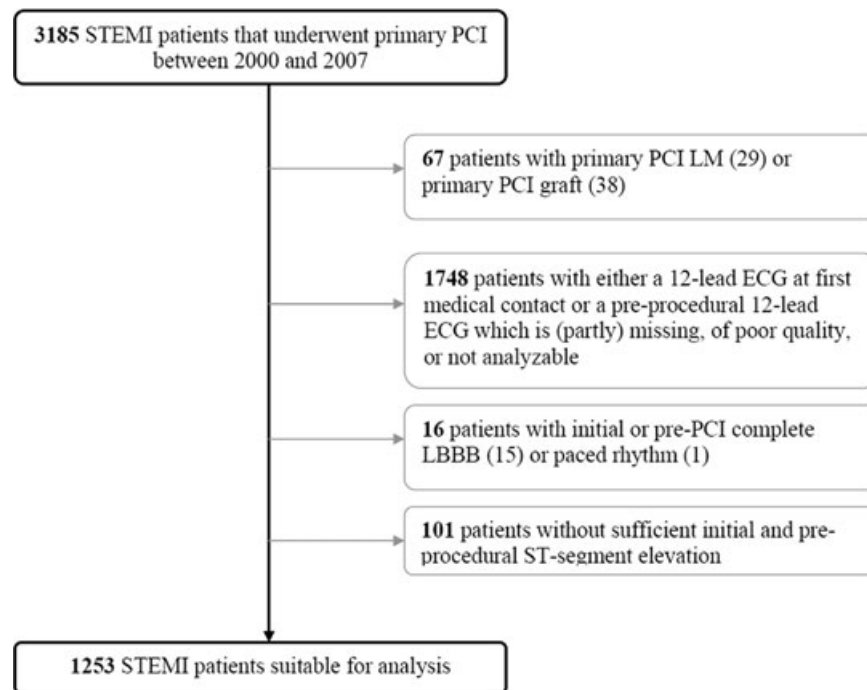 3185 STEMI patients that underwent primary PCI
between 2000 and 2007
67 patients with primary PCI LM (29) or
primary PCI graft (38)
1748 patients with either a 12-lead ECG at first
medical contact or a pre-procedural 12-lead
ECG which is (partly) missing, of poor quality,
or not analyzable
16 patients with initial or pre-PCI complete
LBBB (15) or paced rhythm (1)
101 patients without sufficient initial and pre-
procedural ST-segment elevation
1253 STEMI patients suitable for analysis